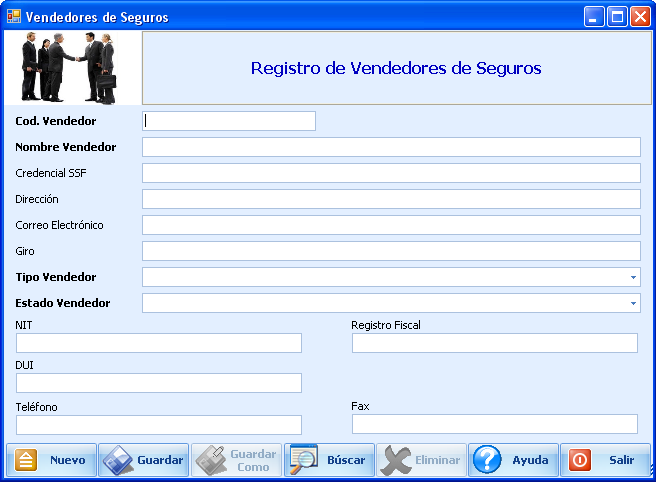 Vendedores de Seguros
Registro de Vendedores de Seguros
Cod. Vendedor
Nombre Vendedor
Credencial SSF
Dirección
Correo Electrónico
Giro
Tipo Vendedor
Estado Vendedor
NIT Registro Fiscal
DUI
Teléfono Fax
Nuevo Guardar Guardar Como Búscar Eliminar Ayuda Salir